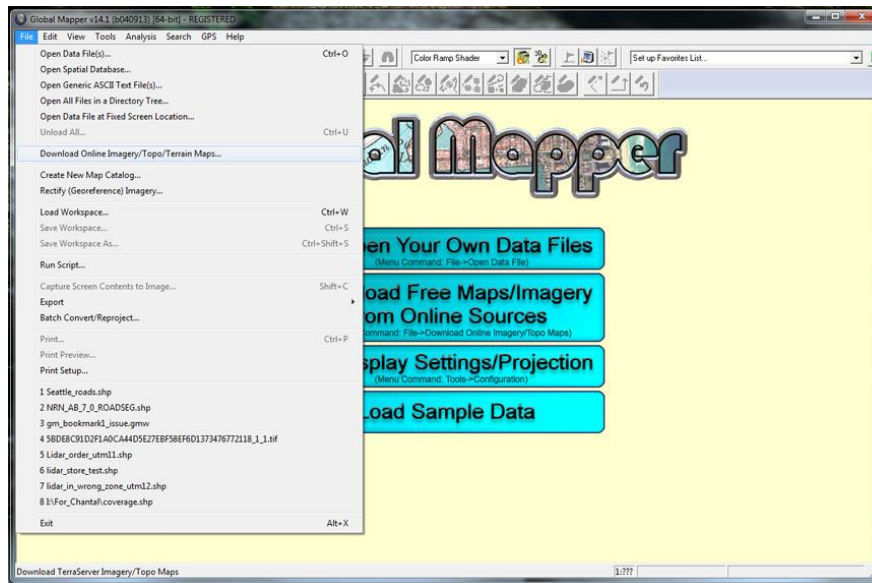 Global Mapper v14.1 (b040913) [64-bit] - REGISTERED
File Edit View Tools Analysis Search GPS Help
Open Data File(s)... Ctrl+O
Color Ramp Shader
Set up Favorites List...
Open Spatial Database...
Open Generic ASCII Text File(s)...
Open All Files in a Directory Tree...
Open Data File at Fixed Screen Location...
Unload All... Ctrl+U
Download Online Imagery/Topo/Terrain Maps...
al Mapper
Create New Map Catalog...
Rectify (Georeference) Imagery...
Load Workspace... Ctrl+W
Save Workspace... Ctrl+S
Save Workspace As... Ctrl+Shift+S
Run Script...
Capture Screen Contents to Image... Shift+C
Export
Batch Convert/Reproject...
Print... Ctrl+P
Print Preview...
Print Setup...
1 Seattle_roads.shp
2 NRN_AB_7_0_ROADSEG.shp
3 gm_bookmark1_issue.gmw
4 5BDE8C91D2F1A0CA44D5E27EBF58EF6D1373476772118_1_1.tif
5 Lidar_order_utm11.shp
6 lidar_store_test.shp
7 lidar_in_wrong_zone_utm12.shp
8 I:\For_Chantal\coverage.shp
Exit Alt+X
en Your Own Data Files
(Menu Command: File->Open Data File)
oad Free Maps/Imagery
om Online Sources
ommand: File->Download Online Imagery/Topo Maps)
splay Settings/Projection
(Menu Command: Tools->Configuration)
Load Sample Data
Download TerraServer Imagery/Topo Maps
1:???